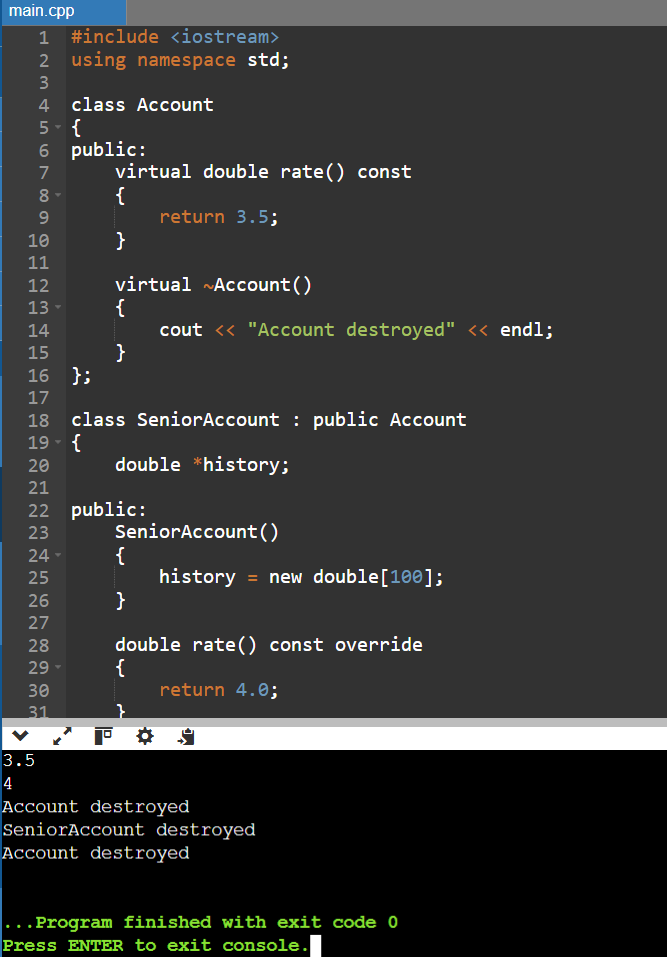 main.cpp
1 #include <iostream>
2 using namespace std;
3
4 class Account
5 {
6 public:
7     virtual double rate() const
8     {
9         return 3.5;
10     }
11
12     virtual ~Account()
13     {
14         cout << "Account destroyed" << endl;
15     }
16 };
17
18 class SeniorAccount : public Account
19 {
20     double *history;
21
22 public:
23     SeniorAccount()
24     {
25         history = new double[100];
26     }
27
28     double rate() const override
29     {
30         return 4.0;
31     }
3.5
4
Account destroyed
SeniorAccount destroyed
Account destroyed
...Program finished with exit code 0
Press ENTER to exit console.